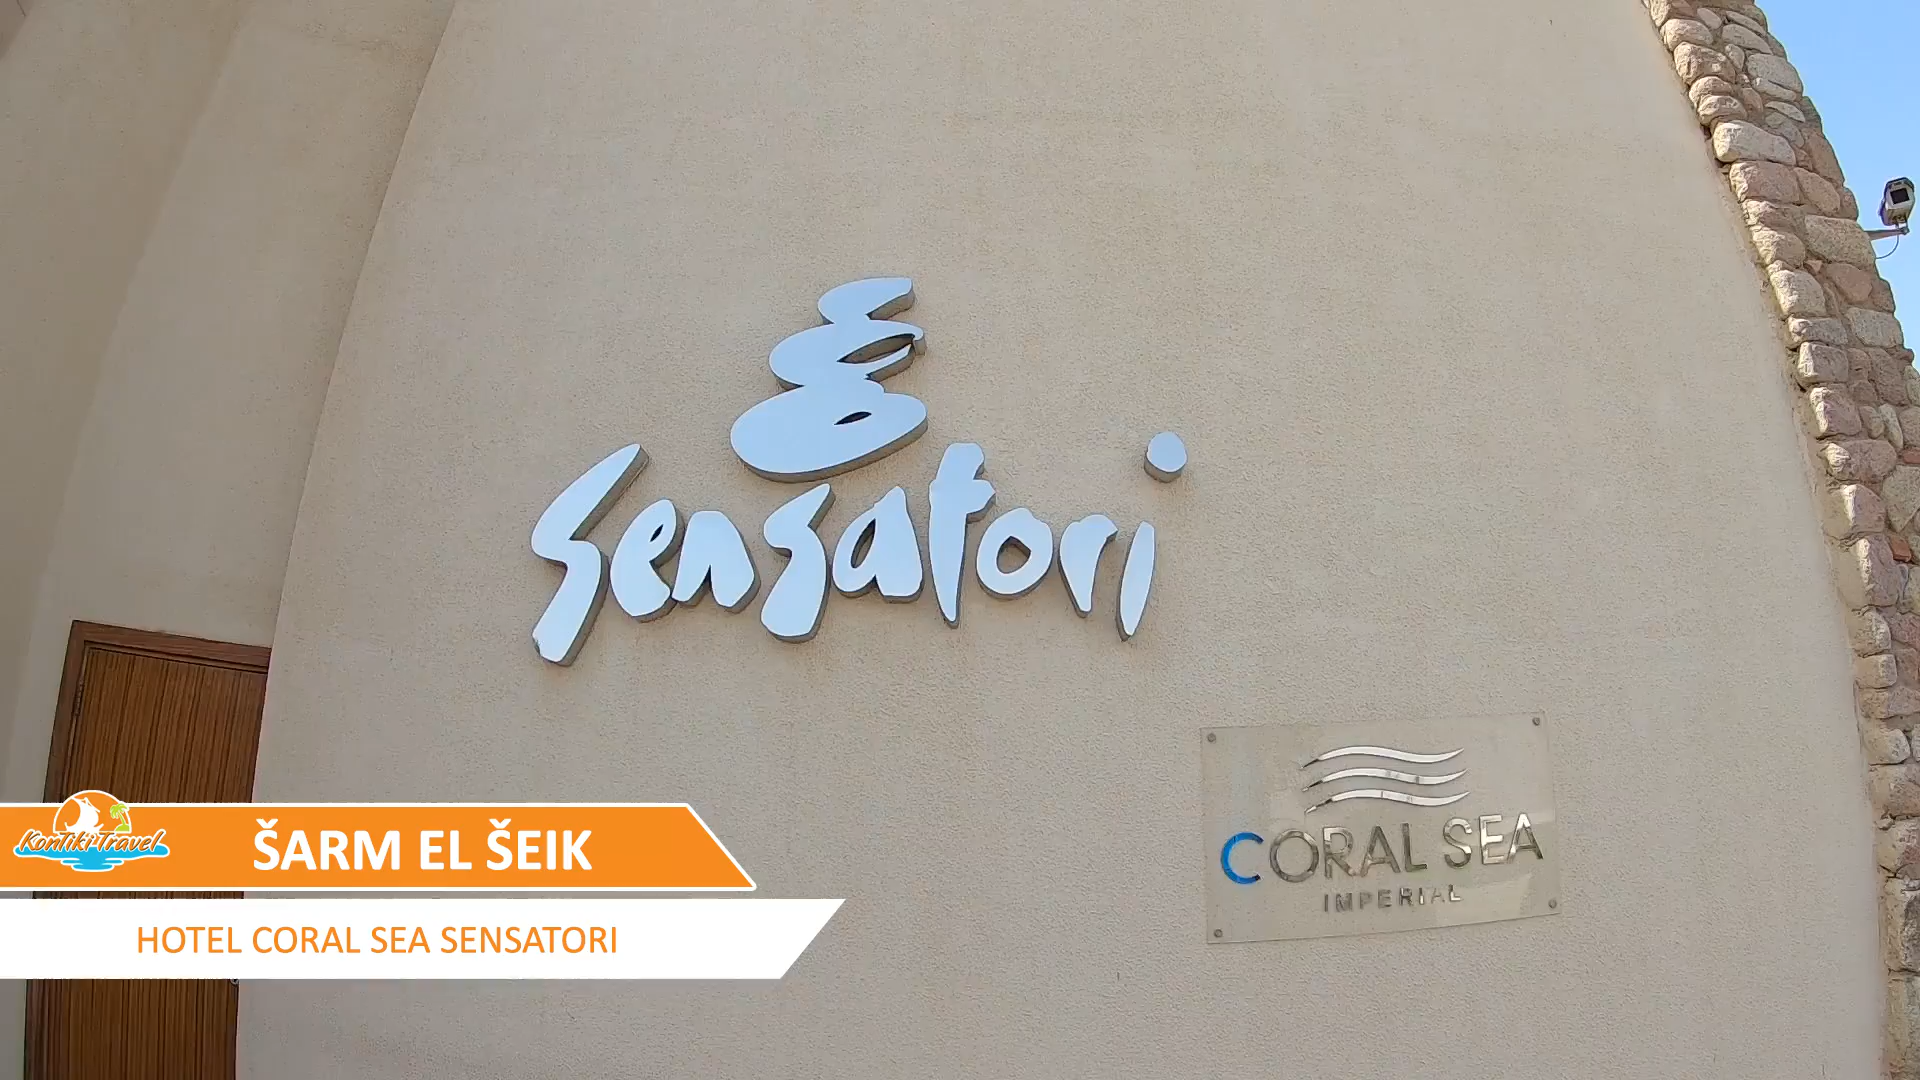 Sensatori
CORAL SEA
IMPERIAL
KonTiki Travel
ŠARM EL ŠEIK
HOTEL CORAL SEA SENSATORI